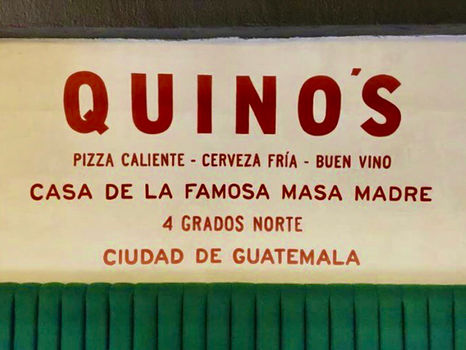 QUINO'S
PIZZA CALIENTE - CERVEZA FRÍA - BUEN VINO
CASA DE LA FAMOSA MASA MADRE
4 GRADOS NORTE
CIUDAD DE GUATEMALA